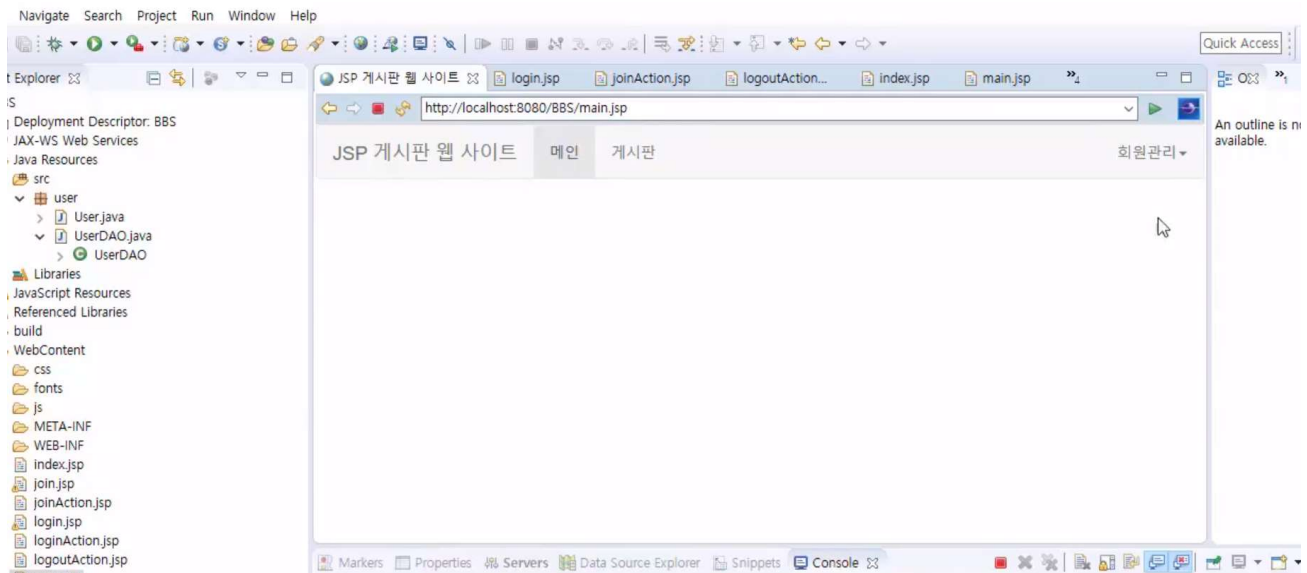 Navigate Search Project Run Window Help
Quick Access
t Explorer
JSP 게시판 웹 사이트 login.jsp joinAction.jsp logoutAction... index.jsp main.jsp »4
»1
S
Deployment Descriptor: BBS
JAX-WS Web Services
Java Resources
src
user
User.java
UserDAO.java
UserDAO
Libraries
JavaScript Resources
Referenced Libraries
build
WebContent
css
fonts
js
META-INF
WEB-INF
index.jsp
join.jsp
joinAction.jsp
login.jsp
loginAction.jsp
logoutAction.jsp
http://localhost:8080/BBS/main.jsp
JSP 게시판 웹 사이트 메인 게시판 회원관리
An outline is n
available.
Markers Properties Servers Data Source Explorer Snippets Console